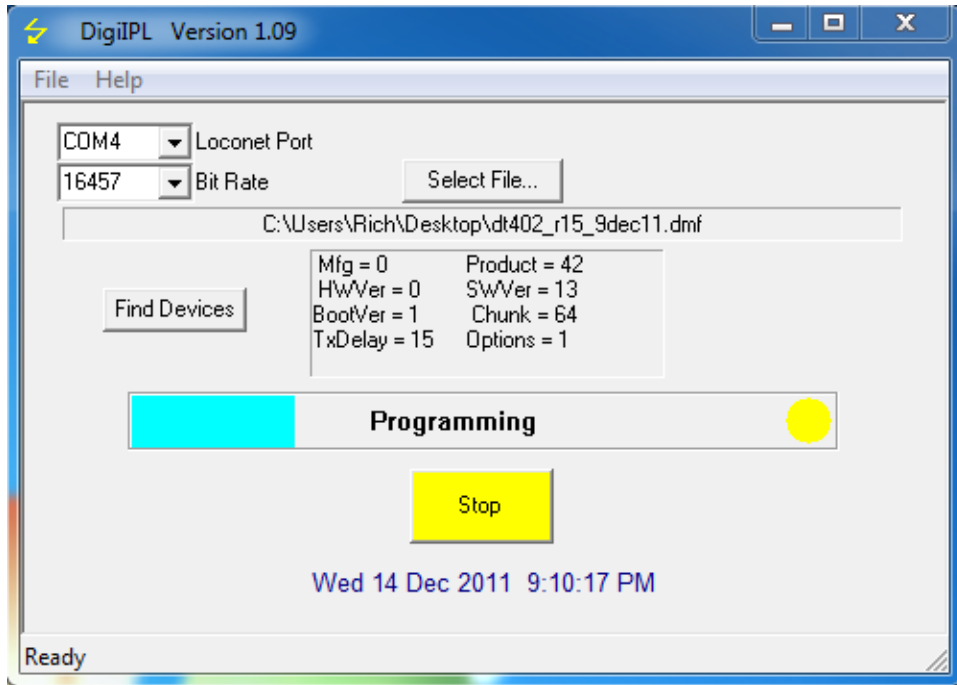 DigiIPL Version 1.09
File Help
COM4 Loconet Port
16457 Bit Rate Select File...
C:\Users\Rich\Desktop\dt402_r15_9dec11.dmf
Mfg = 0 Product = 42
HWVer = 0 SWVer = 13
Find Devices
BootVer = 1 Chunk = 64
TxDelay = 15 Options = 1
Programming
Stop
Wed 14 Dec 2011 9:10:17 PM
Ready